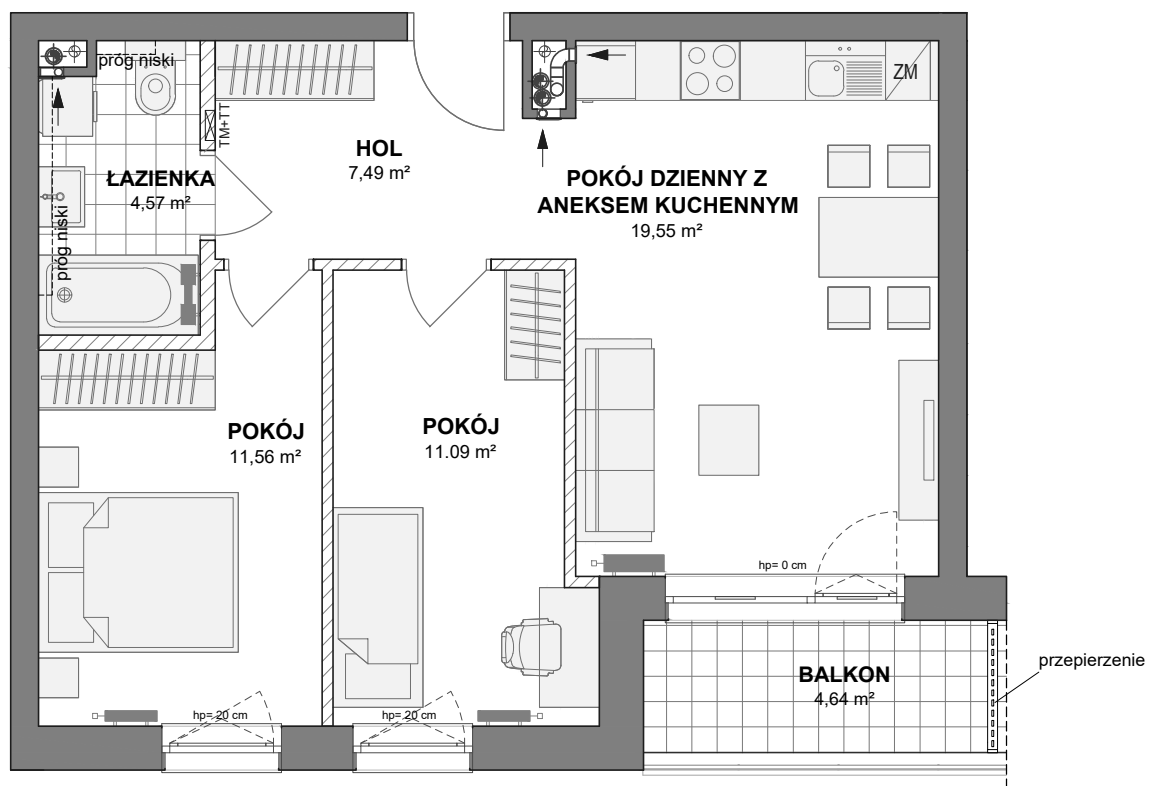 próg niski
ZM
TM+TT
HOL
7,49 m²
ŁAZIENKA
4,57 m²
POKÓJ DZIENNY Z
ANEKSEM KUCHENNYM
19,55 m²
próg niski
POKÓJ
11,56 m²
POKÓJ
11.09 m²
hp= 0 cm
BALKON
4,64 m²
przepierzenie
hp= 20 cm
hp= 20 cm